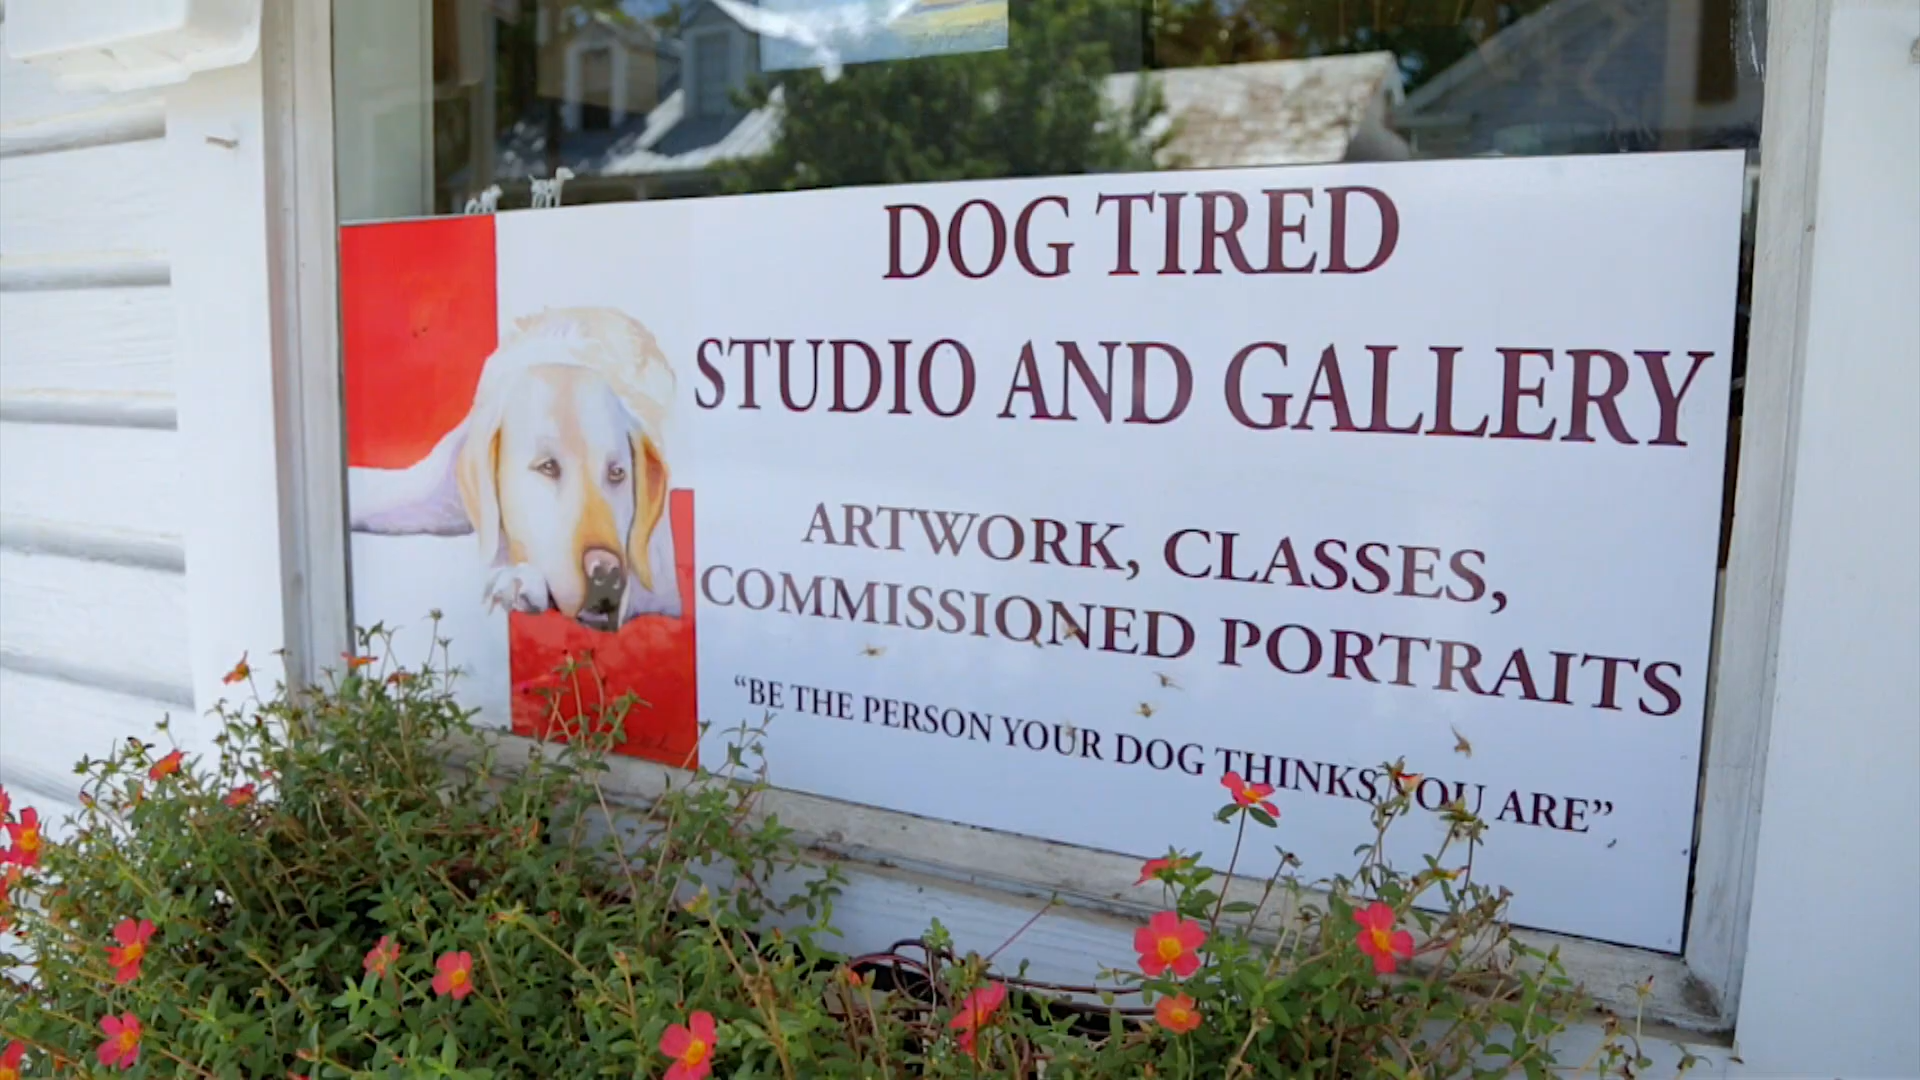 DOG TIRED
STUDIO AND GALLERY
ARTWORK, CLASSES,
COMMISSIONED PORTRAITS
“BE THE PERSON YOUR DOG THINKS YOU ARE”